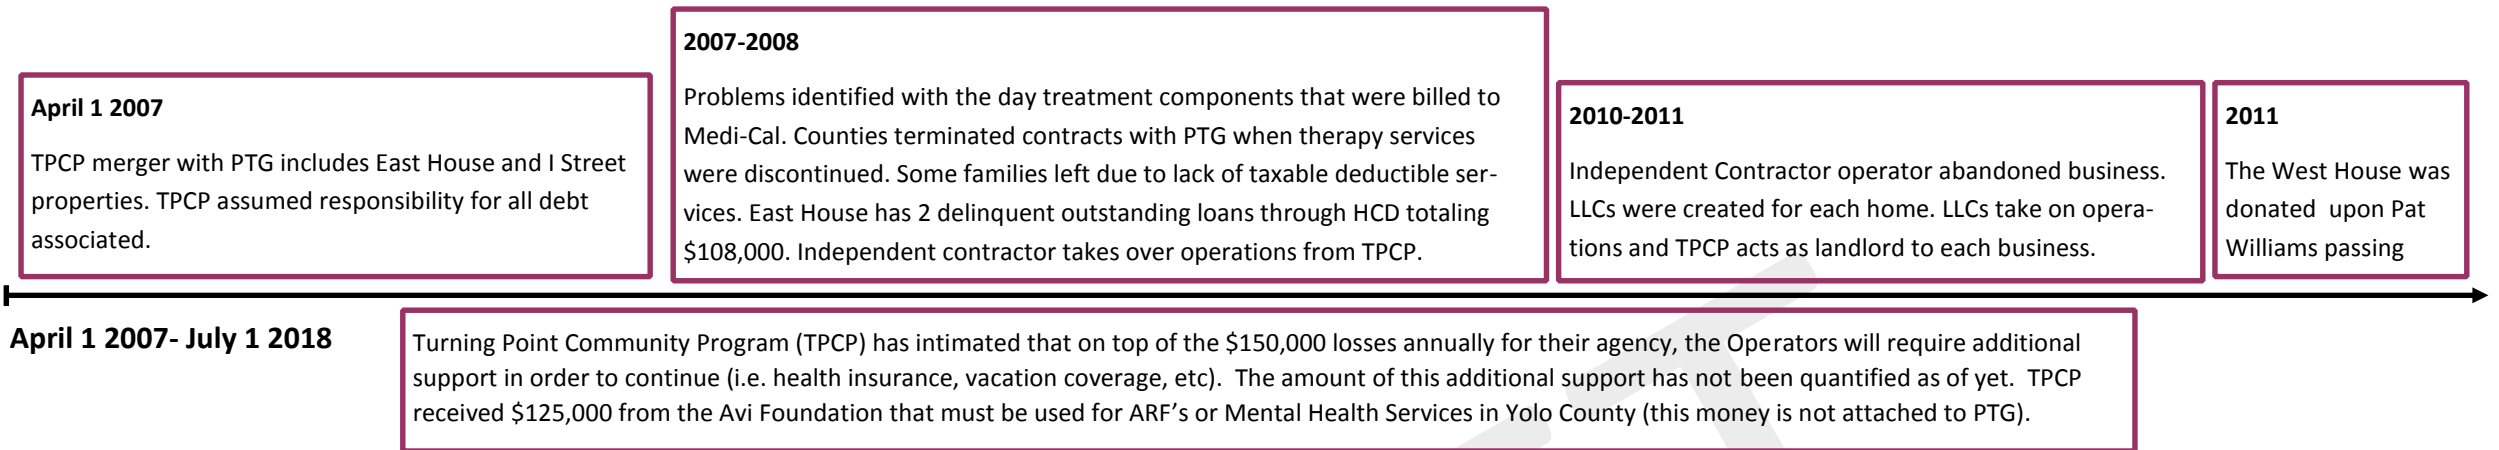 April 1 2007
TPCP merger with PTG includes East House and I Street
properties. TPCP assumed responsibility for all debt
associated.
2007-2008
Problems identified with the day treatment components that were billed to
Medi-Cal. Counties terminated contracts with PTG when therapy services
were discontinued. Some families left due to lack of taxable deductible ser-
vices. East House has 2 delinquent outstanding loans through HCD totaling
$108,000. Independent contractor takes over operations from TPCP.
2010-2011
Independent Contractor operator abandoned business.
LLCs were created for each home. LLCs take on opera-
tions and TPCP acts as landlord to each business.
2011
The West House was
donated  upon Pat
Williams passing
April 1 2007- July 1 2018
Turning Point Community Program (TPCP) has intimated that on top of the $150,000 losses annually for their agency, the Operators will require additional
support in order to continue (i.e. health insurance, vacation coverage, etc).  The amount of this additional support has not been quantified as of yet.  TPCP
received $125,000 from the Avi Foundation that must be used for ARF’s or Mental Health Services in Yolo County (this money is not attached to PTG).